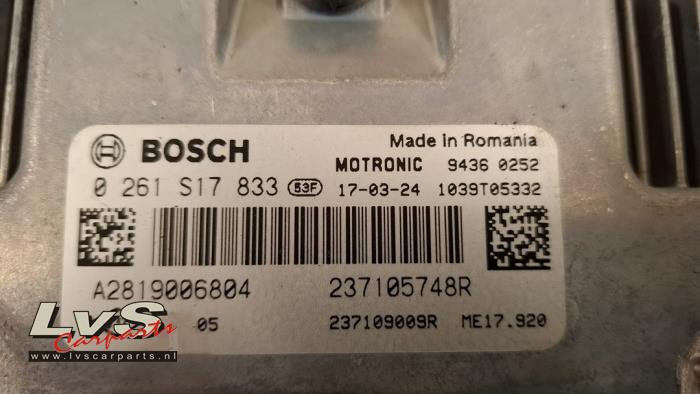 BOSCH
Made in Romania
MOTRONIC 9436 0252
0 261 S17 833 53F 17-03-24 1039T05332
A2819006804 237105748R
05 237109009R ME17.920
LvS
Carparts
www.lvscarparts.nl